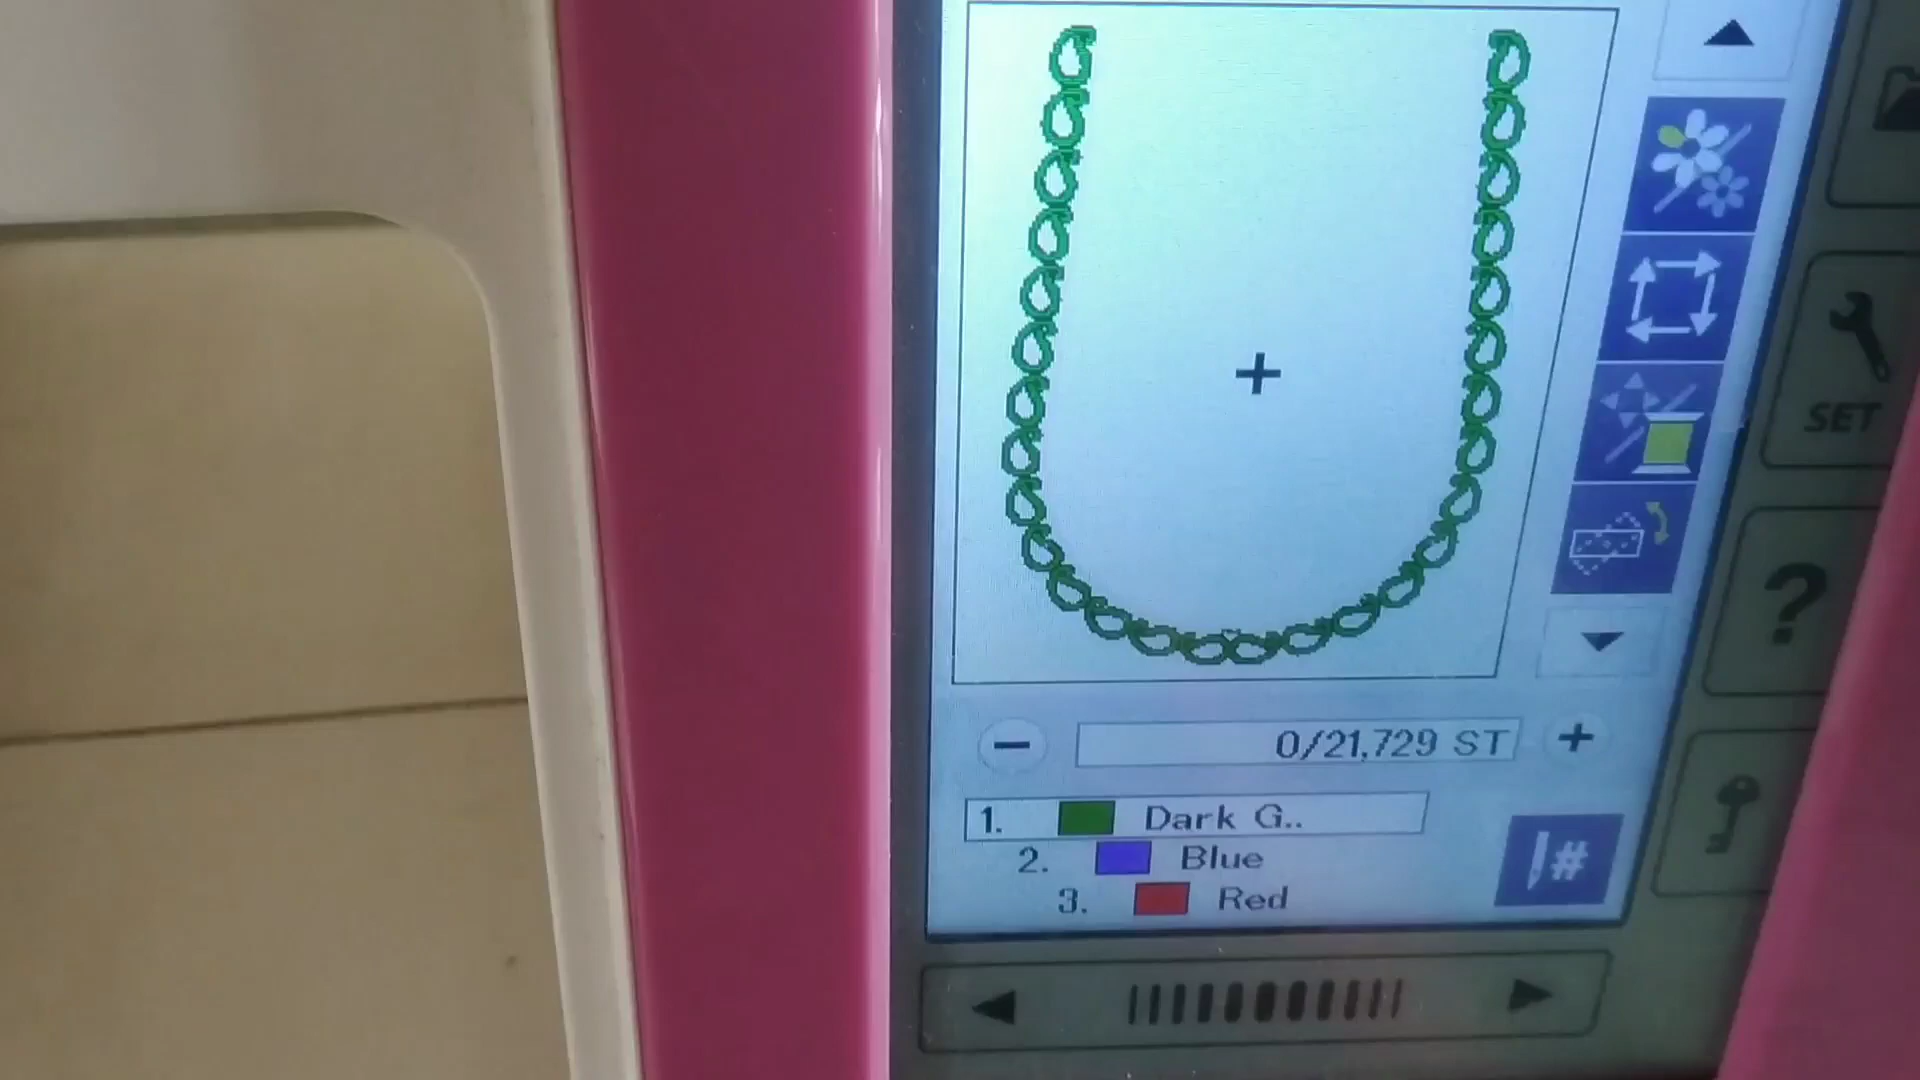 SET
?
0/21,729 ST
1. Dark G..
2. Blue
3. Red
#